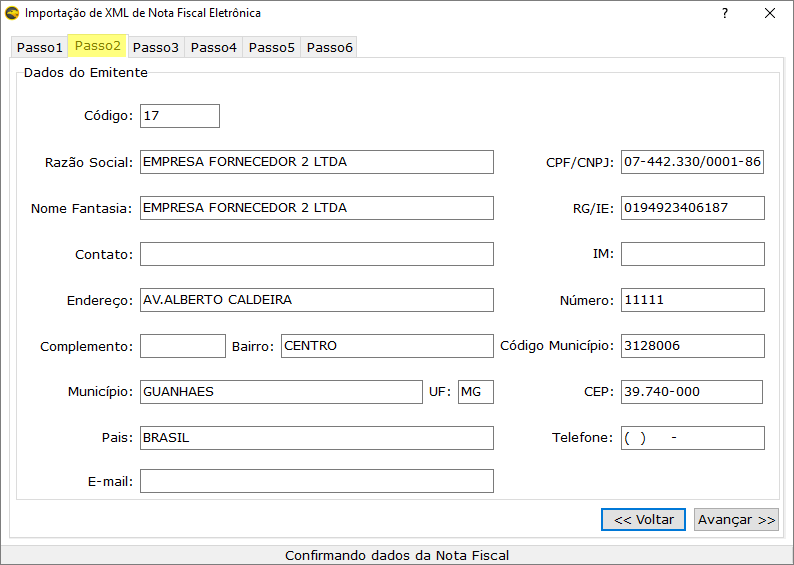 Importação de XML de Nota Fiscal Eletrônica ?
Passo1 Passo2 Passo3 Passo4 Passo5 Passo6
Dados do Emitente
Código: 17
Razão Social: EMPRESA FORNECEDOR 2 LTDA CPF/CNPJ: 07-442.330/0001-86
Nome Fantasia: EMPRESA FORNECEDOR 2 LTDA RG/IE: 0194923406187
Contato: IM:
Endereço: AV.ALBERTO CALDEIRA Número: 11111
Complemento: Bairro: CENTRO Código Município: 3128006
Município: GUANHAES UF: MG CEP: 39.740-000
Pais: BRASIL Telefone: ( ) -
E-mail:
<< Voltar Avançar >>
Confirmando dados da Nota Fiscal